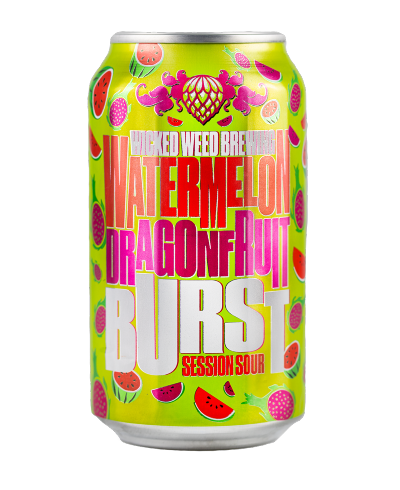 WICKED WEED BREWING
WATERMELON
DRAGONFRUIT
BURST
SESSION SOUR